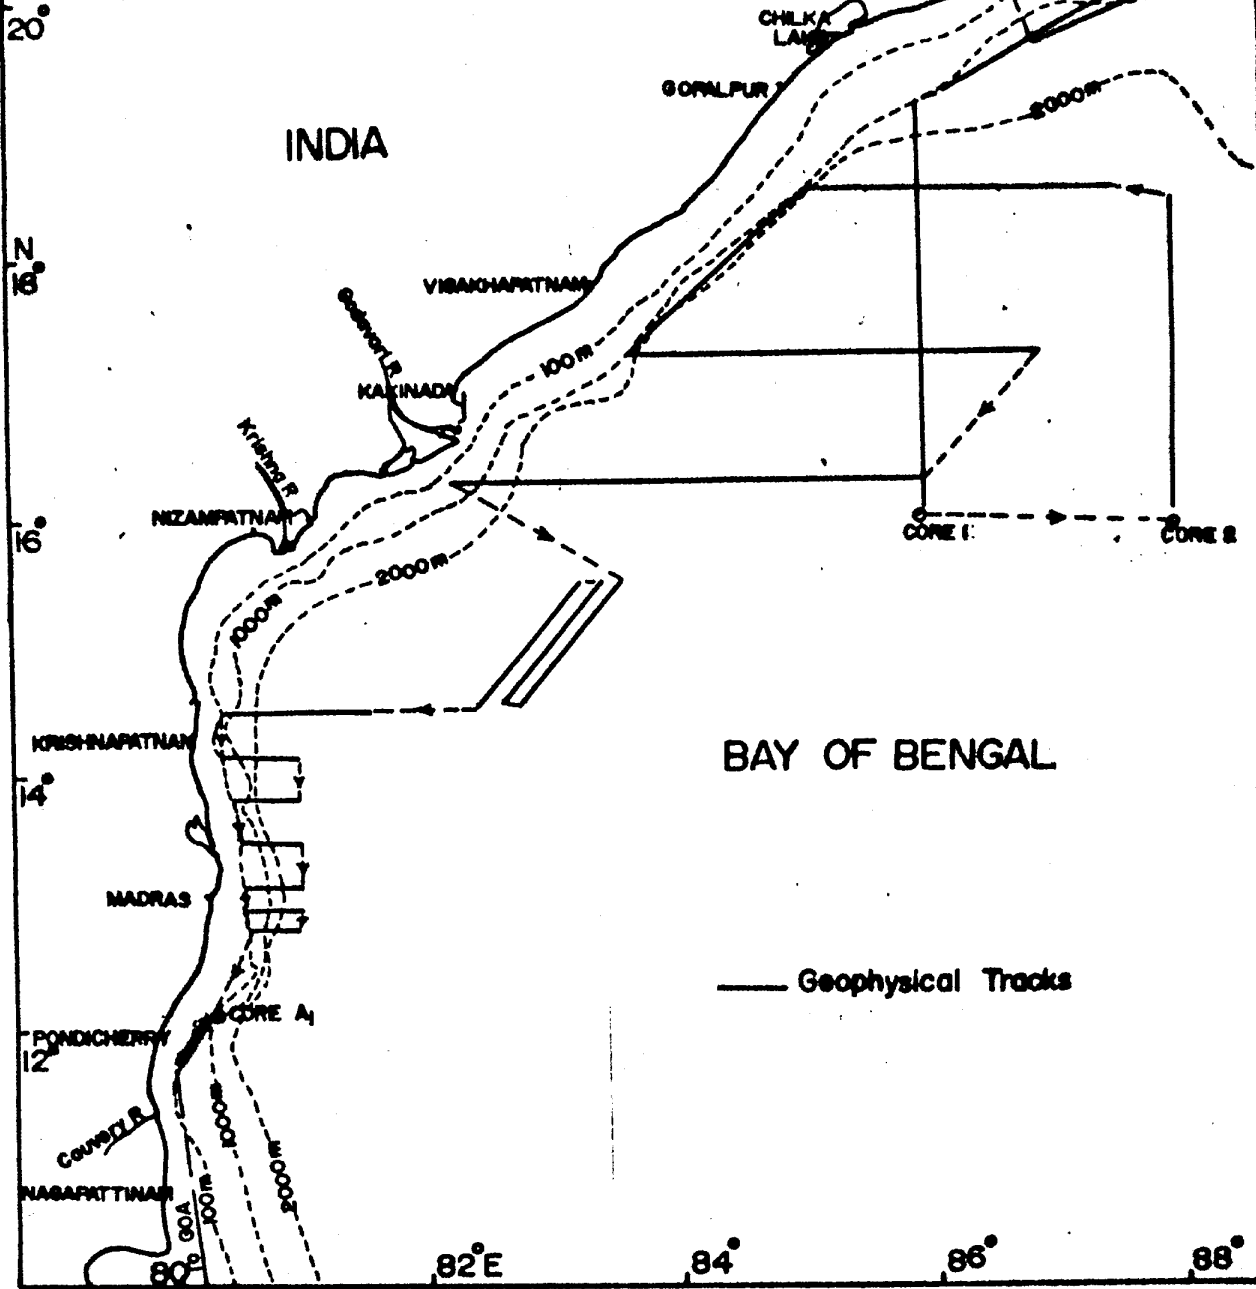 20°
CHILKA
LAKE
GOPALPUR
2000m
INDIA
N
18°
VISAKHAPATNAM
Godavari R
100m
KAKINADA
Krishna R
NIZAMPATNAM
16°
CORE 1
CORE 2
2000m
1000m
KRISHNAPATNAM
BAY OF BENGAL
14°
MADRAS
Geophysical Tracks
CORE A1
PONDICHERRY
12°
1000m
Cauvery R
2000m
NAGAPATTINAM
100m
GOA
80°
82°E
84°
86°
88°